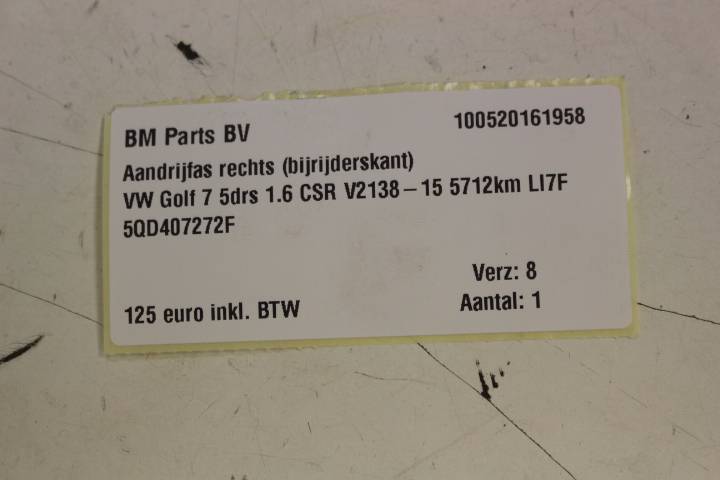 BM Parts BV 100520161958
Aandrijfas rechts (bijrijderskant)
VW Golf 7 5drs 1.6 CSR V2138-15 5712km LI7F
5QD407272F
Verz: 8
125 euro inkl. BTW Aantal: 1